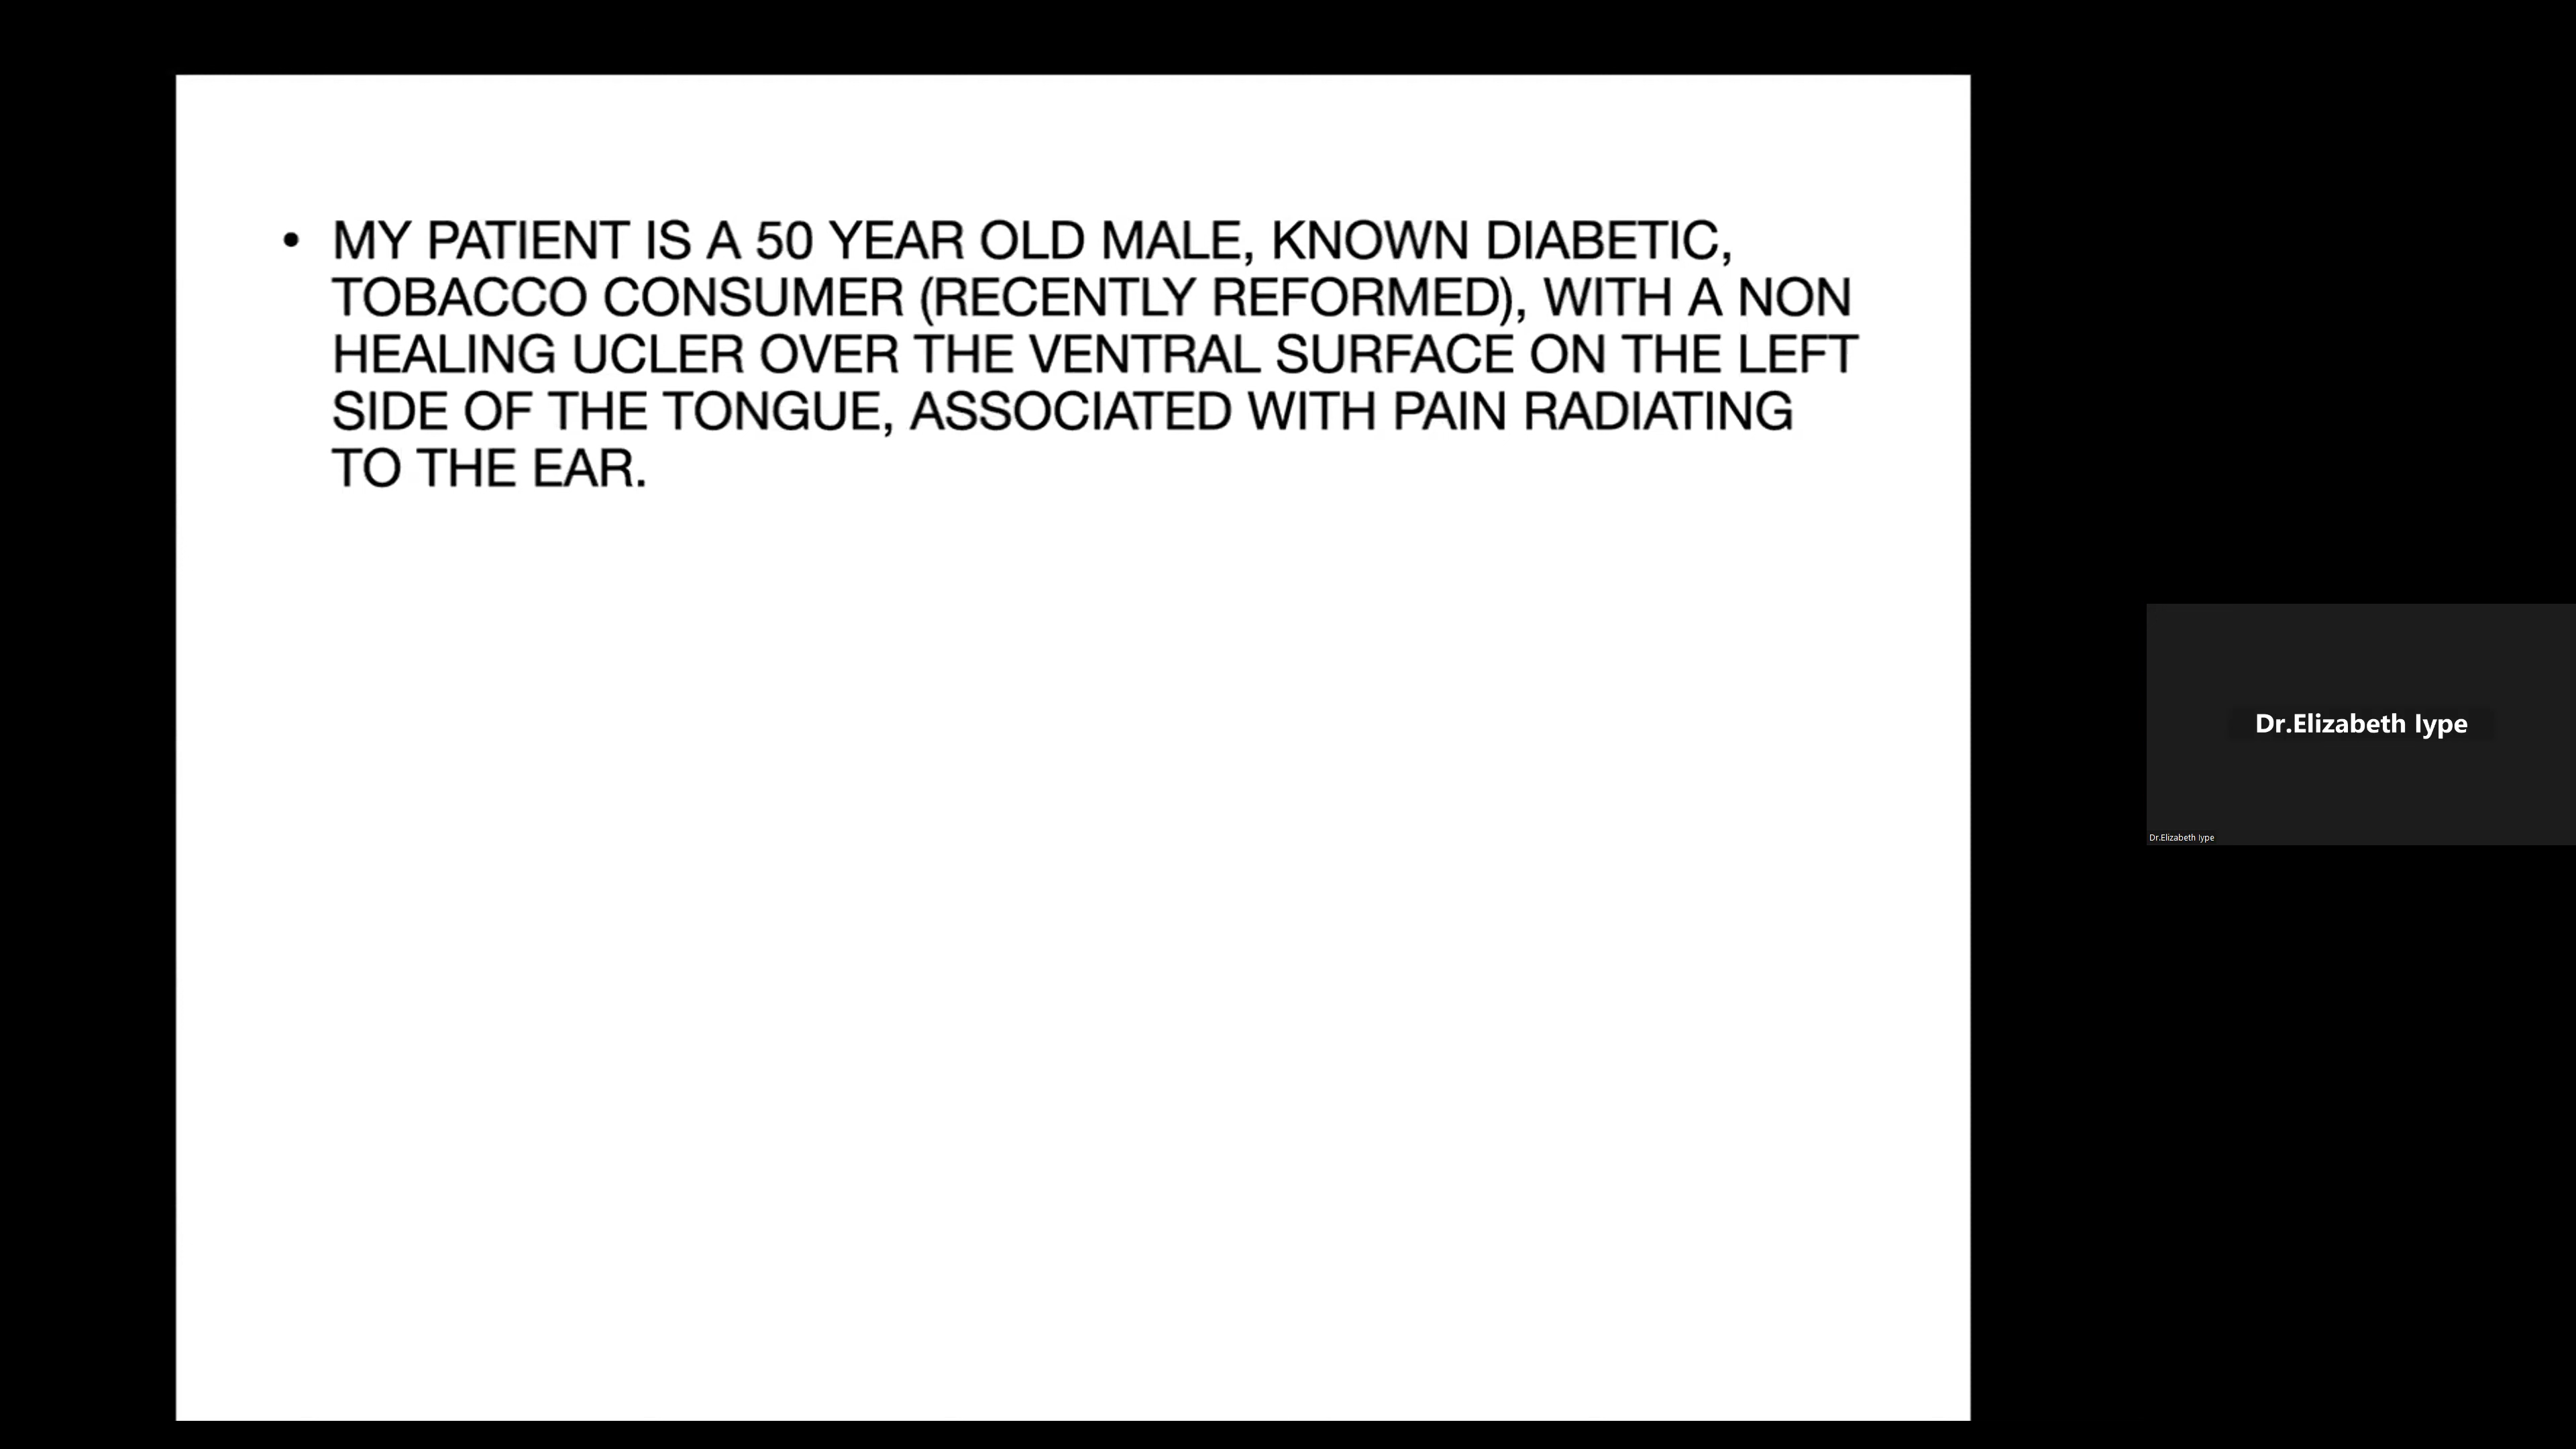 • MY PATIENT IS A 50 YEAR OLD MALE, KNOWN DIABETIC,
TOBACCO CONSUMER (RECENTLY REFORMED), WITH A NON
HEALING UCLER OVER THE VENTRAL SURFACE ON THE LEFT
SIDE OF THE TONGUE, ASSOCIATED WITH PAIN RADIATING
TO THE EAR.
Dr.Elizabeth Iype
Dr.Elizabeth Iype